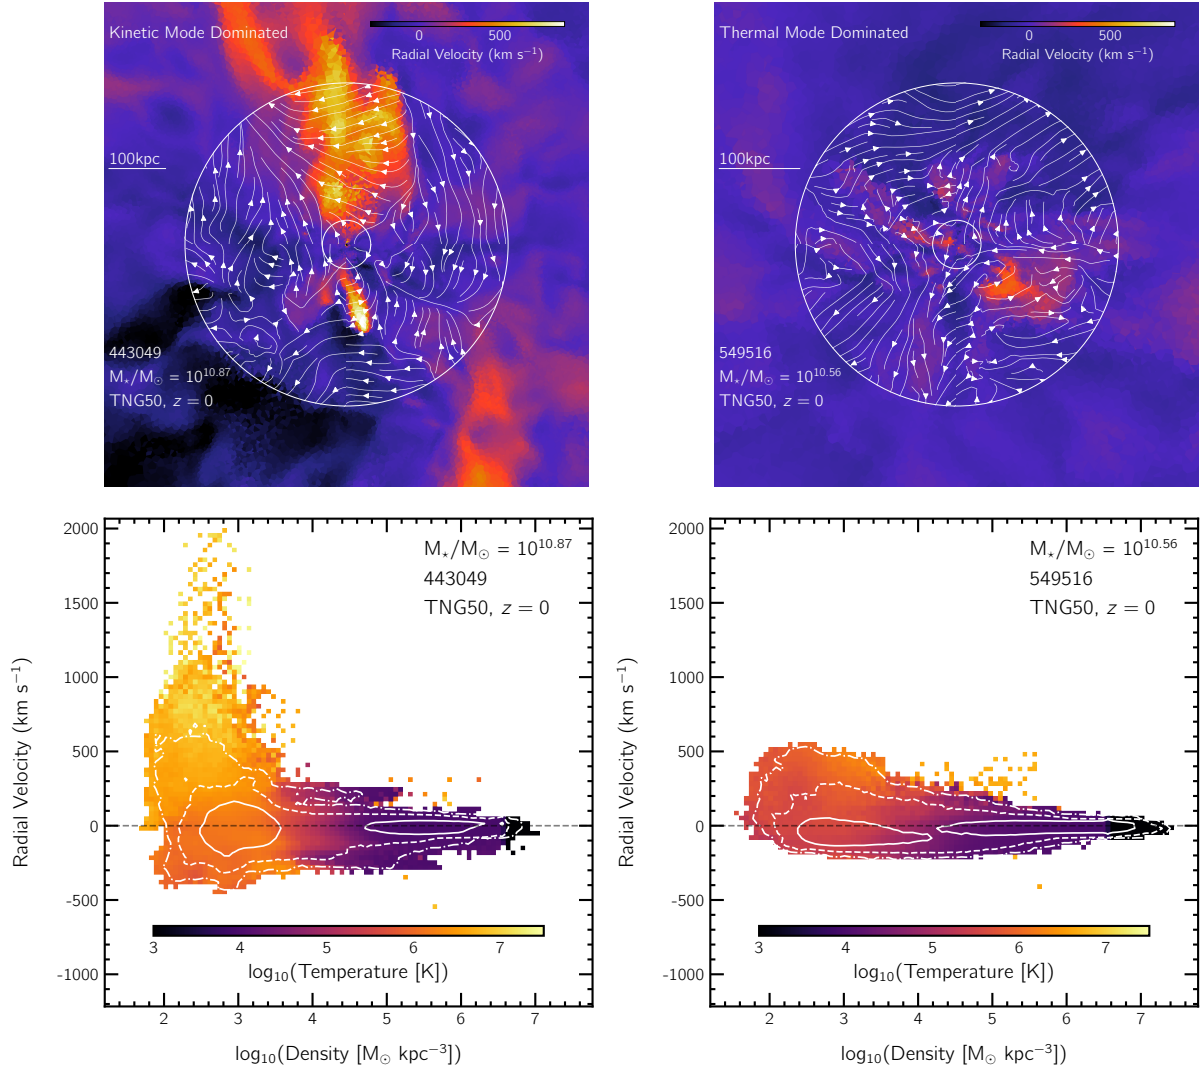 Kinetic Mode Dominated
0 500
Radial Velocity (km s⁻¹)
100kpc
443049
M⋆/M⊙ = 10^10.87
TNG50, z = 0
Thermal Mode Dominated
0 500
Radial Velocity (km s⁻¹)
100kpc
549516
M⋆/M⊙ = 10^10.56
TNG50, z = 0
2000
1500
1000
500
0
-500
-1000
Radial Velocity (km s⁻¹)
M⋆/M⊙ = 10^10.87
443049
TNG50, z = 0
3 4 5 6 7
log₁₀(Temperature [K])
2 3 4 5 6 7
log₁₀(Density [M⊙ kpc⁻³])
2000
1500
1000
500
0
-500
-1000
Radial Velocity (km s⁻¹)
M⋆/M⊙ = 10^10.56
549516
TNG50, z = 0
3 4 5 6 7
log₁₀(Temperature [K])
2 3 4 5 6 7
log₁₀(Density [M⊙ kpc⁻³])